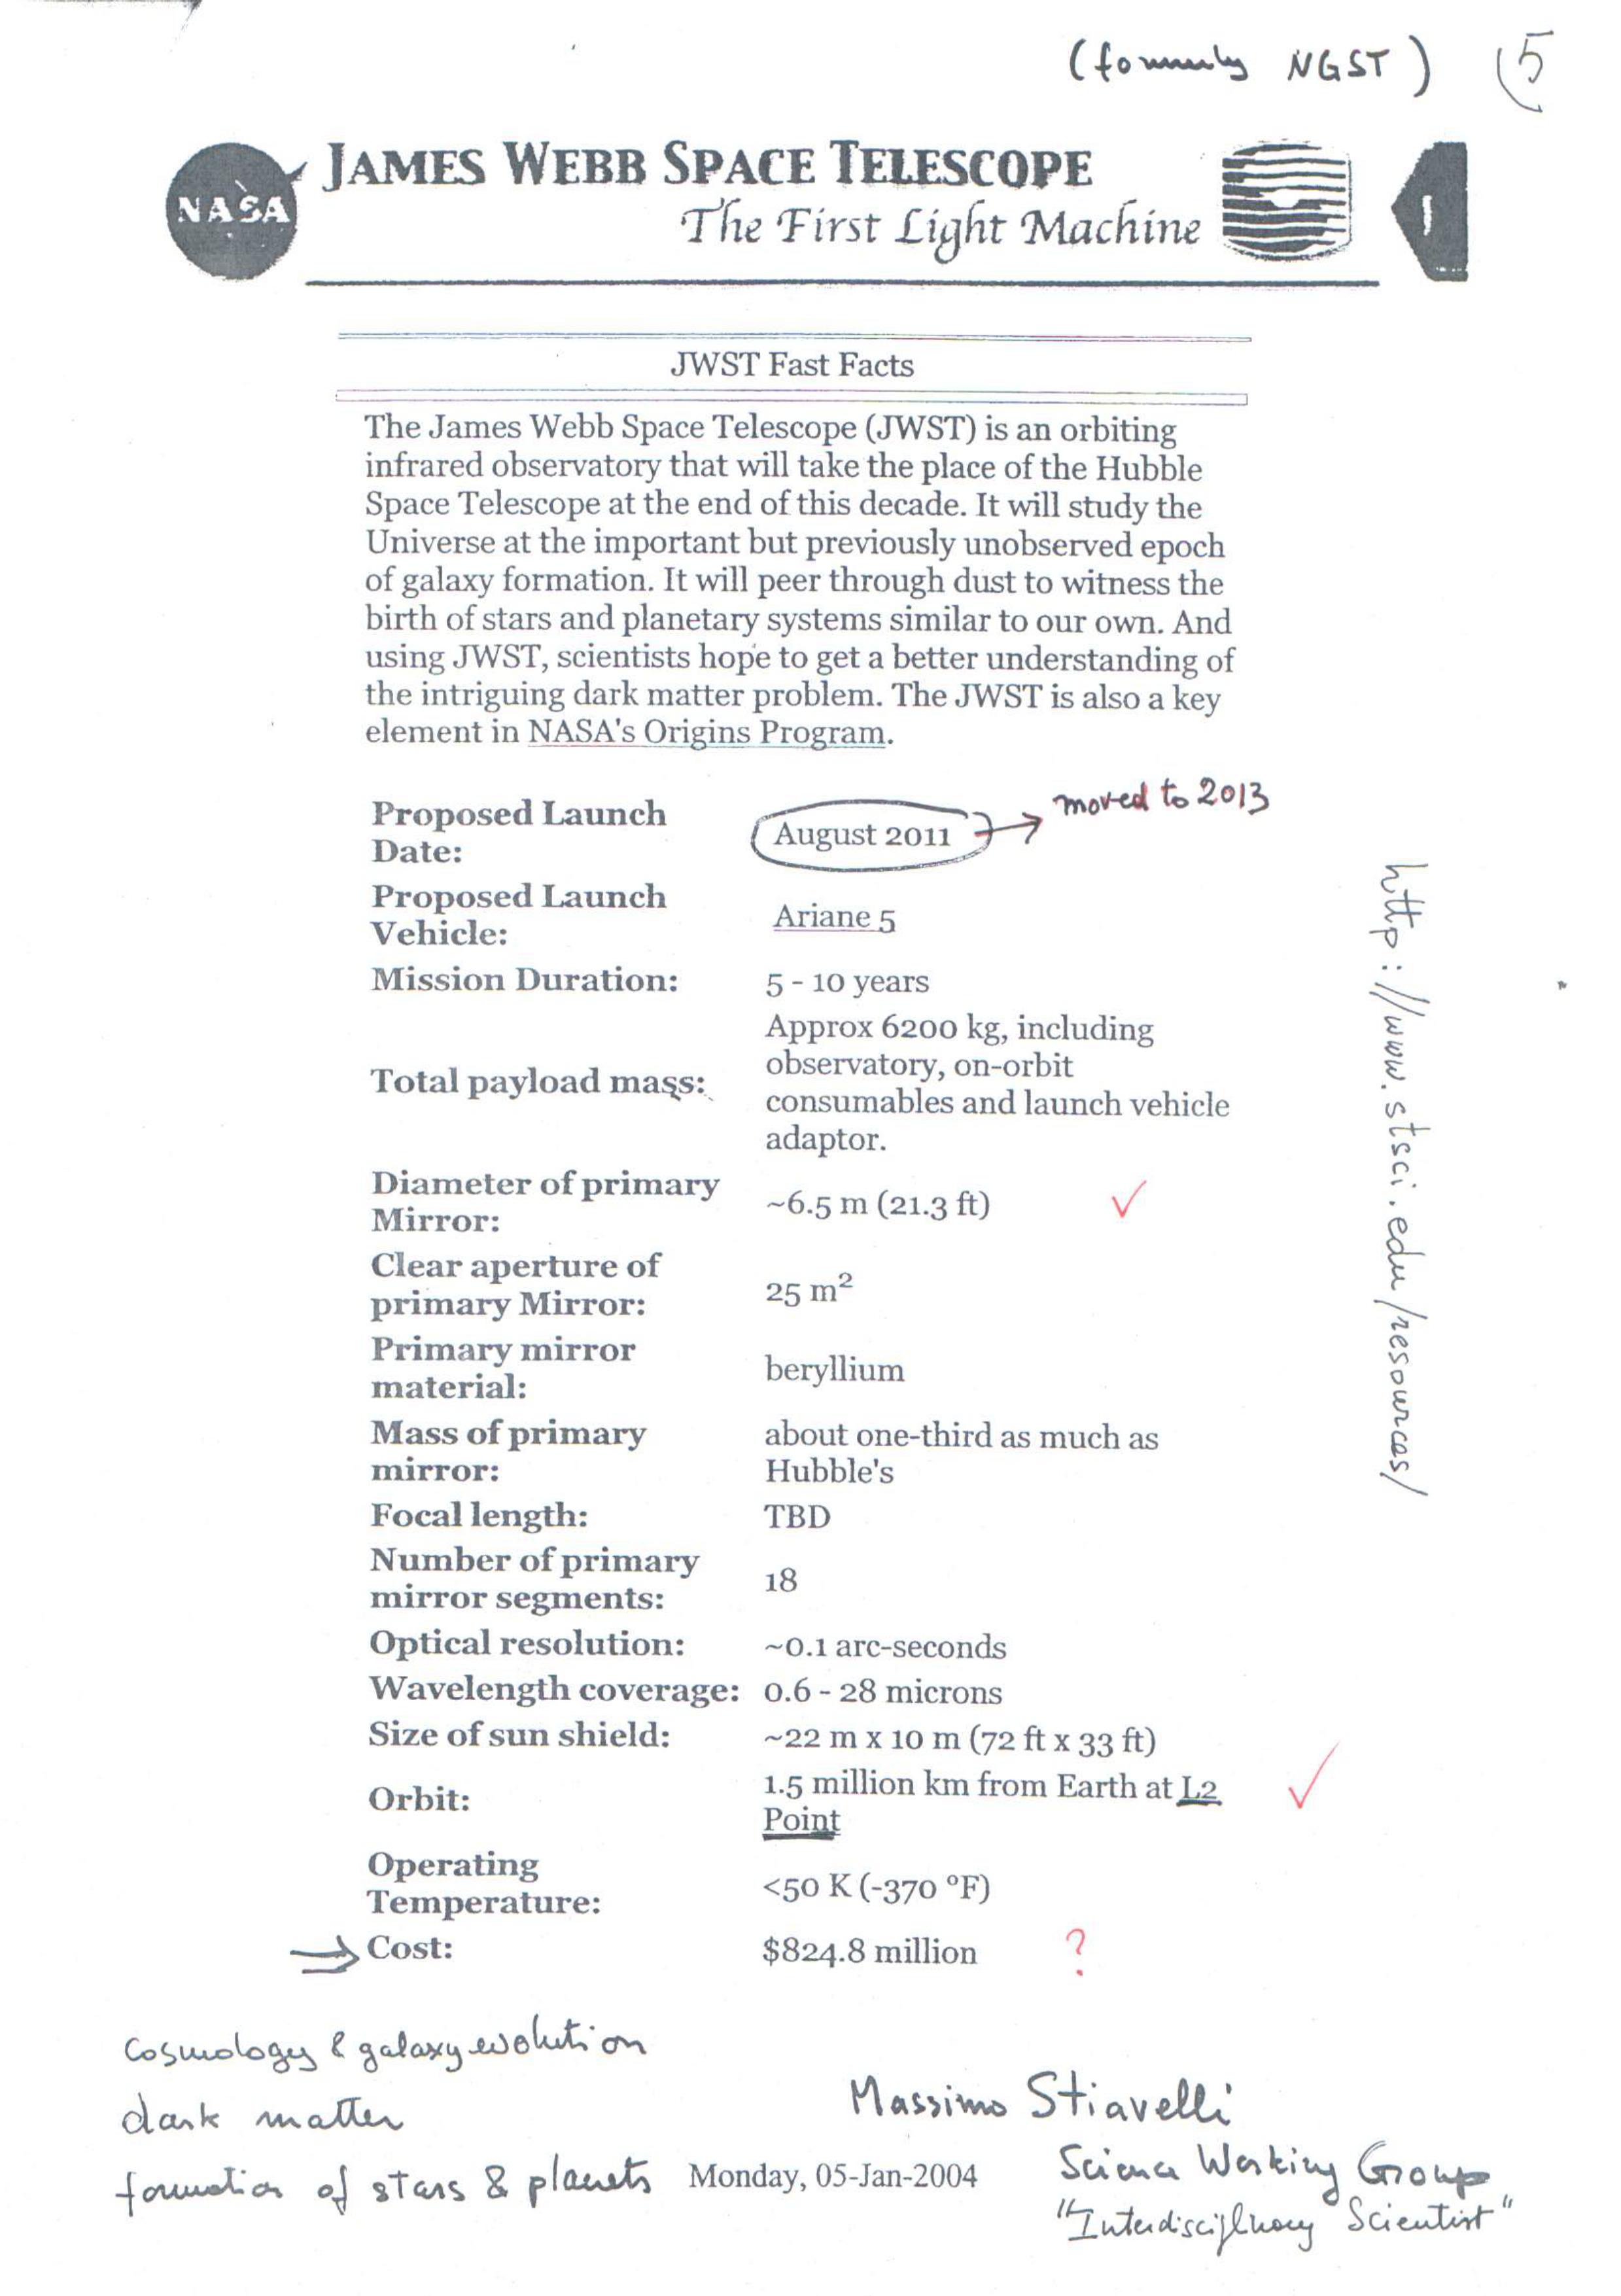 (formerly NGST)
5
NASA
JAMES WEBB SPACE TELESCOPE
The First Light Machine
JWST Fast Facts
The James Webb Space Telescope (JWST) is an orbiting
infrared observatory that will take the place of the Hubble
Space Telescope at the end of this decade. It will study the
Universe at the important but previously unobserved epoch
of galaxy formation. It will peer through dust to witness the
birth of stars and planetary systems similar to our own. And
using JWST, scientists hope to get a better understanding of
the intriguing dark matter problem. The JWST is also a key
element in NASA's Origins Program.
Proposed Launch
Date:
August 2011
moved to 2013
Proposed Launch
Vehicle:
Ariane 5
Mission Duration:
5 - 10 years
Total payload mass:
Approx 6200 kg, including
observatory, on-orbit
consumables and launch vehicle
adaptor.
Diameter of primary
Mirror:
~6.5 m (21.3 ft)
Clear aperture of
primary Mirror:
25 m²
Primary mirror
material:
beryllium
Mass of primary
mirror:
about one-third as much as
Hubble's
Focal length:
TBD
Number of primary
mirror segments:
18
Optical resolution:
~0.1 arc-seconds
Wavelength coverage:
0.6 - 28 microns
Size of sun shield:
~22 m x 10 m (72 ft x 33 ft)
Orbit:
1.5 million km from Earth at L2
Point
Operating
Temperature:
<50 K (-370 °F)
Cost:
$824.8 million
?
http://www.stsci.edu/resources/
Cosmology & galaxy evolution
dark matter
formation of stars & planets
Monday, 05-Jan-2004
Massimo Stiavelli
Science Working Group
"Interdisciplinary Scientist"